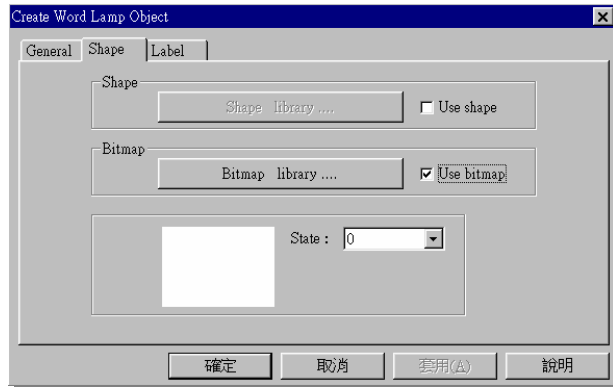 Create Word Lamp Object
General Shape Label
Shape
Shape library .... Use shape
Bitmap
Bitmap library .... Use bitmap
State : 0
確定 取消 套用(A) 說明